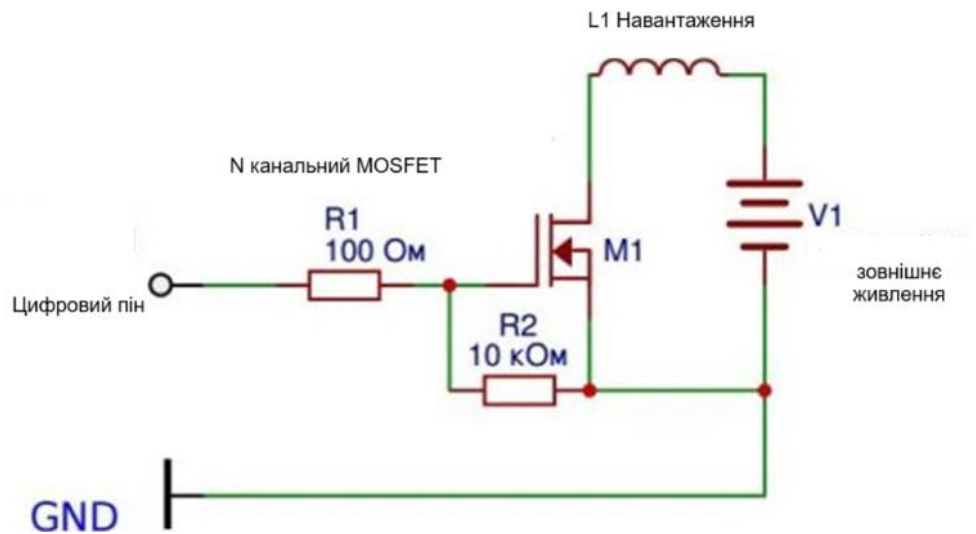 L1 Навантаження
N канальний MOSFET
R1
100 Ом
M1
V1
зовнішнє
живлення
Цифровий пін
R2
10 кОм
GND